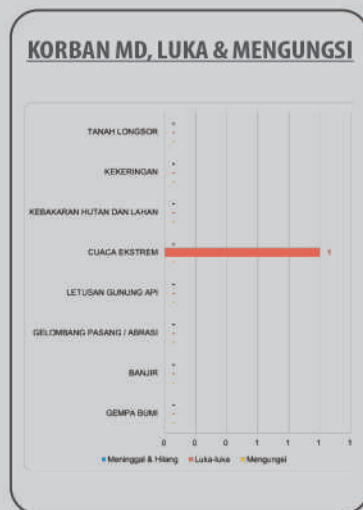 KORBAN MD, LUKA & MENGUNGSI
TANAH LONGSOR
-
-
-
KEKERINGAN
-
-
-
KEBAKARAN HUTAN DAN LAHAN
-
-
-
CUACA EKSTREM
-
1
-
LETUSAN GUNUNG API
-
-
-
GELOMBANG PASANG / ABRASI
-
-
-
BANJIR
-
-
-
GEMPA BUMI
-
-
-
0 0 0 1 1 1 1
Meninggal & Hilang Luka-luka Mengungsi